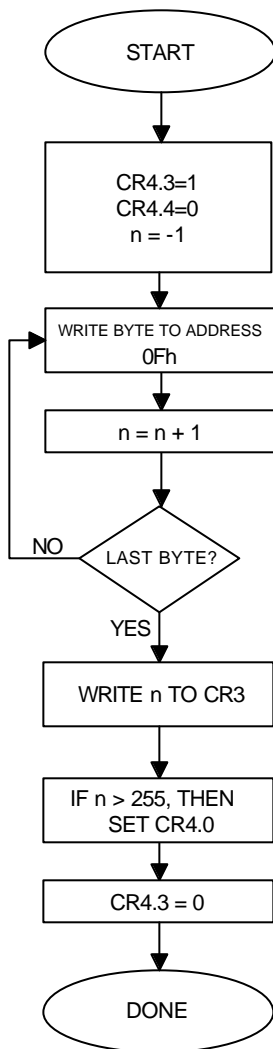 START
CR4.3=1
CR4.4=0
n = -1
WRITE BYTE TO ADDRESS
0Fh
n = n + 1
NO
LAST BYTE?
YES
WRITE n TO CR3
IF n > 255, THEN
SET CR4.0
CR4.3 = 0
DONE